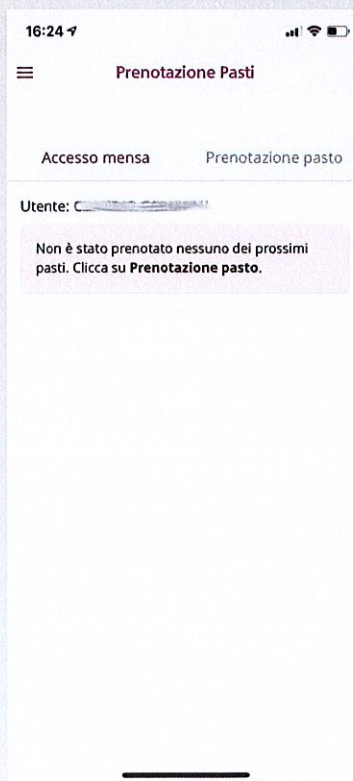 16:24
Prenotazione Pasti
Accesso mensa Prenotazione pasto
Utente: C
Non è stato prenotato nessuno dei prossimi
pasti. Clicca su Prenotazione pasto.